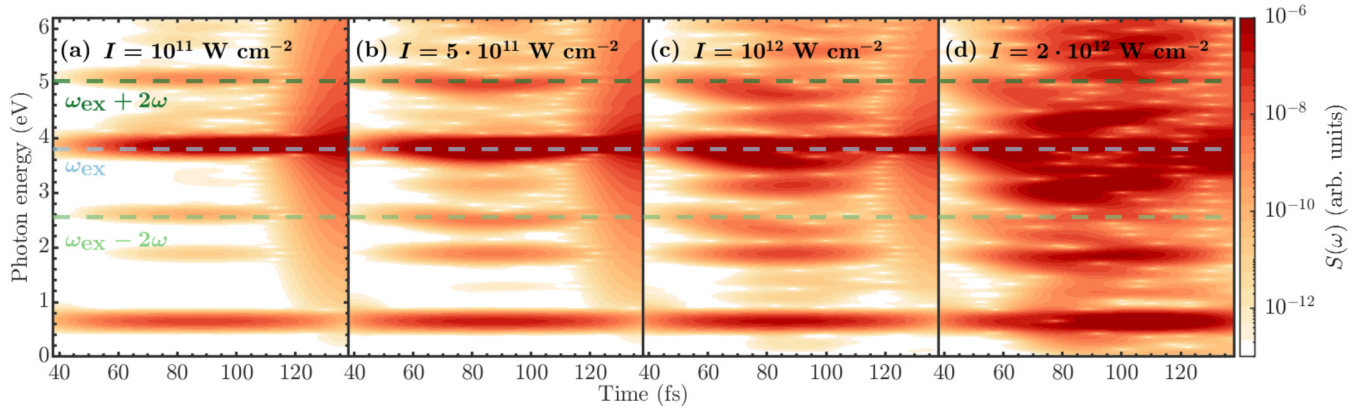 (a) I = 10¹¹ W cm⁻²
(b) I = 5 · 10¹¹ W cm⁻²
(c) I = 10¹² W cm⁻²
(d) I = 2 · 10¹² W cm⁻²
ω_ex + 2ω
ω_ex
ω_ex − 2ω
Photon energy (eV)
6
5
4
3
2
1
0
40 60 80 100 120
40 60 80 100 120
40 60 80 100 120
40 60 80 100 120
Time (fs)
10⁻⁶
10⁻⁸
10⁻¹⁰
10⁻¹²
S(ω) (arb. units)